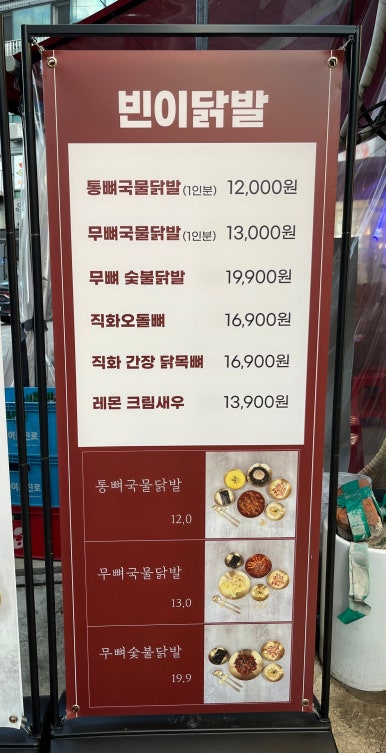 빈이닭발
통뼈국물닭발(1인분) 12,000원
무뼈국물닭발(1인분) 13,000원
무뼈 숯불닭발 19,900원
직화오돌뼈 16,900원
직화 간장 닭목뼈 16,900원
레몬 크림새우 13,900원
통뼈국물닭발
12,0
무뼈국물닭발
13,0
무뼈숯불닭발
19,9